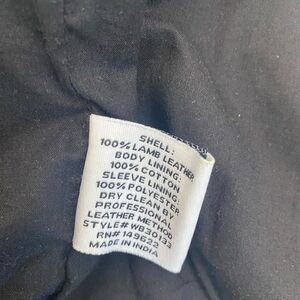 SHELL:
100% LAMB LEATHER
BODY LINING:
100% COTTON
SLEEVE LINING:
100% POLYESTER
DRY CLEAN BY
PROFESSIONAL
LEATHER METHOD
STYLE# WB30133
RN# 149622
MADE IN INDIA